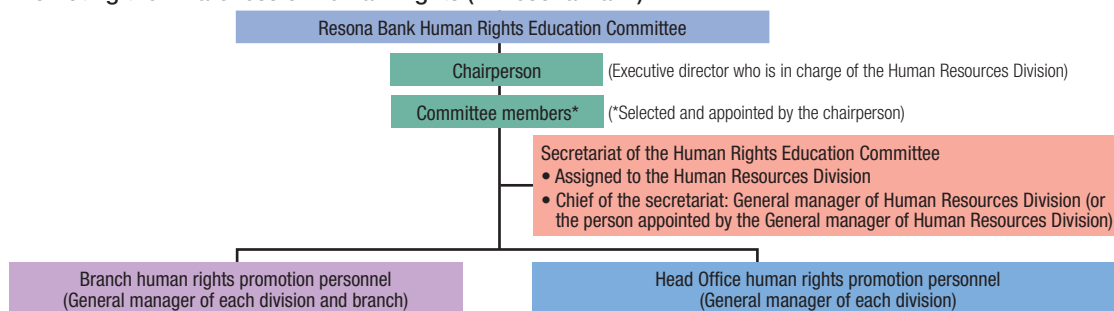 Resona Bank Human Rights Education Committee
Chairperson
(Executive director who is in charge of the Human Resources Division)
Committee members*
(*Selected and appointed by the chairperson)
Secretariat of the Human Rights Education Committee
• Assigned to the Human Resources Division
• Chief of the secretariat: General manager of Human Resources Division (or
the person appointed by the General manager of Human Resources Division)
Branch human rights promotion personnel
(General manager of each division and branch)
Head Office human rights promotion personnel
(General manager of each division)